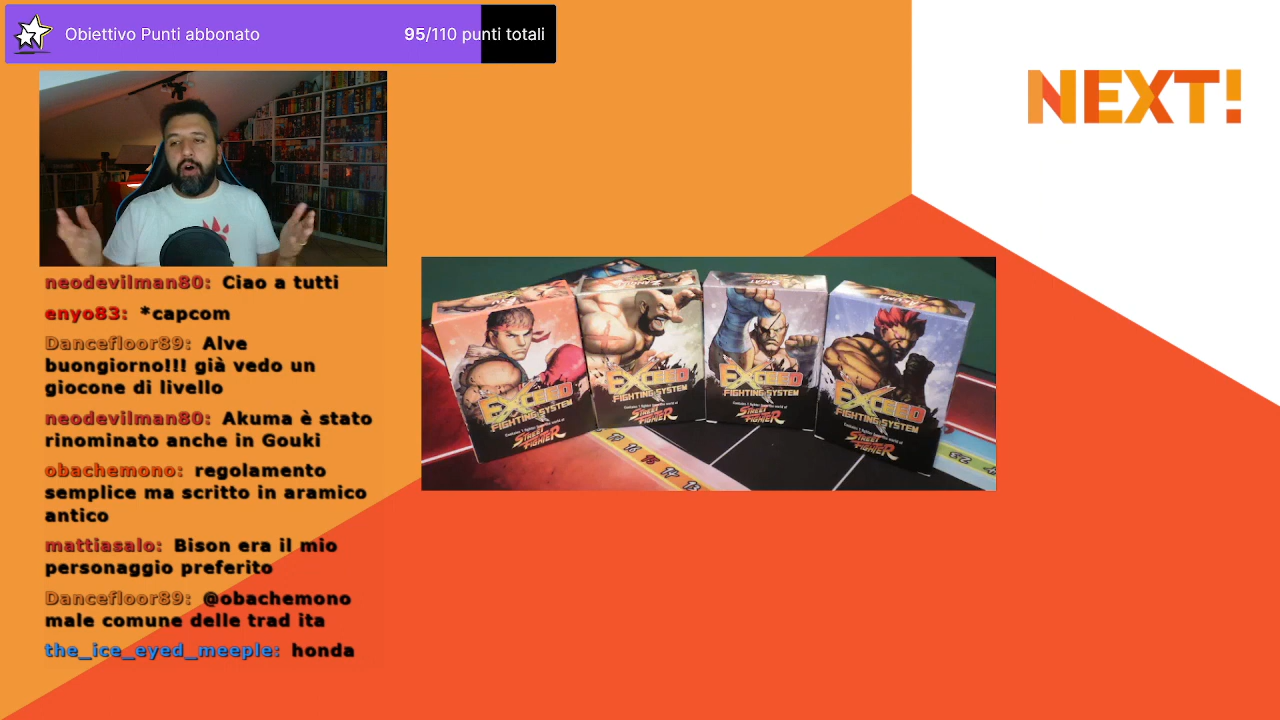 Obiettivo Punti abbonato 95/110 punti totali
NEXT!
neodevilman80: Ciao a tutti
enyo83: *capcom
Dancefloor89: Alve
buongiorno!!! già vedo un
giocone di livello
neodevilman80: Akuma è stato
rinominato anche in Gouki
obachemono: regolamento
semplice ma scritto in aramico
antico
mattiasalo: Bison era il mio
personaggio preferito
Dancefloor89: @obachemono
male comune delle trad ita
the_ice_eyed_meeple: honda
EXCEED
FIGHTING SYSTEM
STREET
FIGHTER
EXCEED
FIGHTING SYSTEM
STREET
FIGHTER
EXCEED
FIGHTING SYSTEM
STREET
FIGHTER
EXCEED
FIGHTING SYSTEM
STREET
FIGHTER